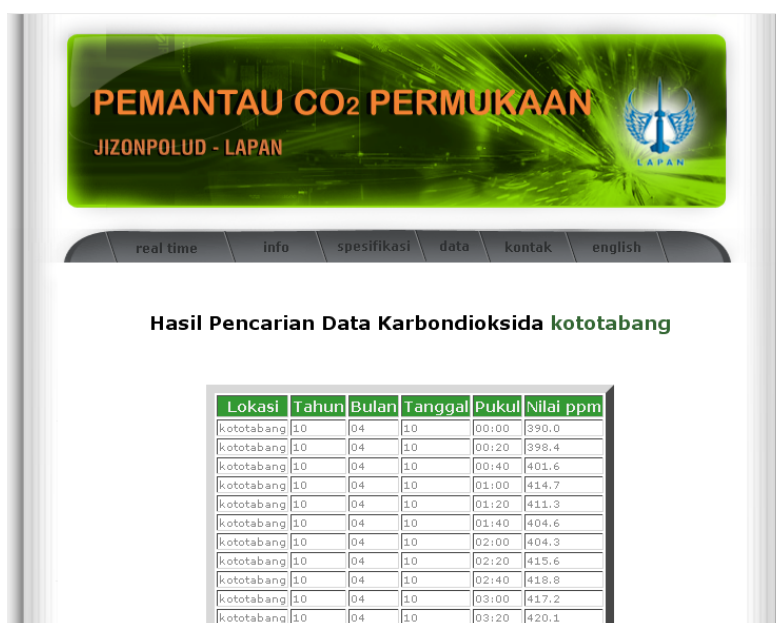 PEMANTAU CO2 PERMUKAAN
JIZONPOLUD - LAPAN
LAPAN
real time info spesifikasi data kontak english
Hasil Pencarian Data Karbondioksida kototabang
Lokasi Tahun Bulan Tanggal Pukul Nilai ppm
kototabang 10 04 10 00:00 390.0
kototabang 10 04 10 00:20 398.4
kototabang 10 04 10 00:40 401.6
kototabang 10 04 10 01:00 414.7
kototabang 10 04 10 01:20 411.3
kototabang 10 04 10 01:40 404.6
kototabang 10 04 10 02:00 404.3
kototabang 10 04 10 02:20 415.6
kototabang 10 04 10 02:40 418.8
kototabang 10 04 10 03:00 417.2
kototabang 10 04 10 03:20 420.1